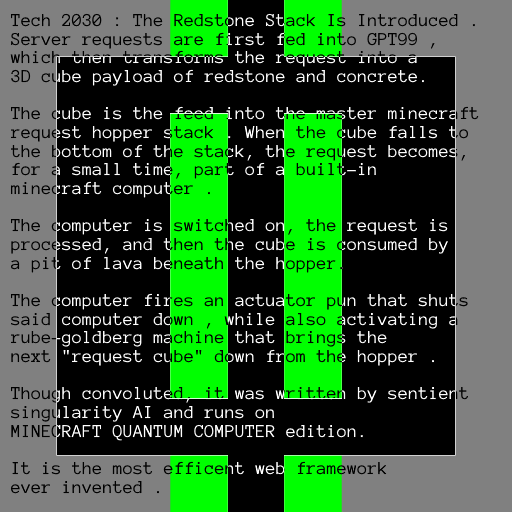 Tech 2030 : The Redstone Stack Is Introduced .
Server requests are first fed into GPT99 ,
which then transforms the request into a
3D cube payload of redstone and concrete.
The cube is the feed into the master minecraft
request hopper stack . When the cube falls to
the bottom of the stack, the request becomes,
for a small time, part of a built-in
minecraft computer .
The computer is switched on, the request is
processed, and then the cube is consumed by
a pit of lava beneath the hopper.
The computer fires an actuator pun that shuts
said computer down , while also activating a
rube-goldberg machine that brings the
next "request cube" down from the hopper .
Though convoluted, it was written by sentient
singularity AI and runs on
MINECRAFT QUANTUM COMPUTER edition.
It is the most efficent web framework
ever invented .